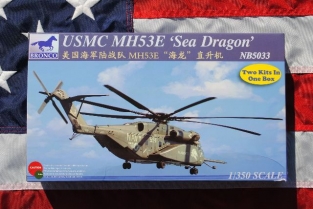 BRONCO
USMC MH53E ‘Sea Dragon’
NB5033
美国海軍陆战队 MH53E “海龙” 直升机
Two Kits In
One Box
1/350 SCALE